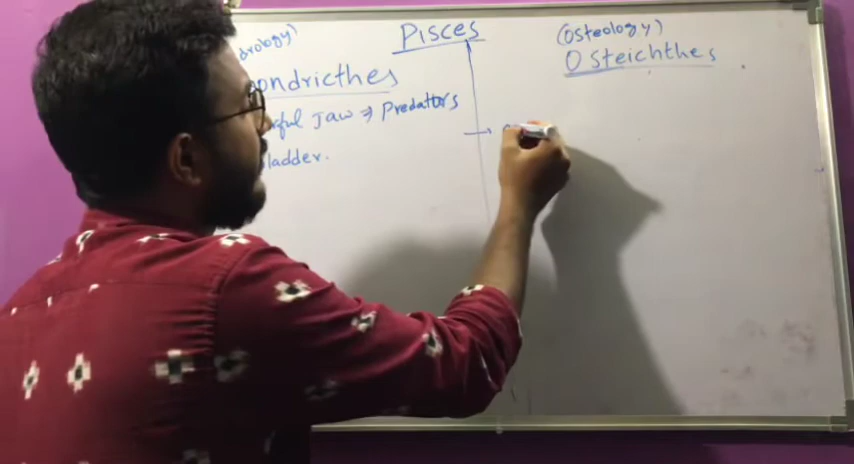 Pisces
(Osteology)
Osteichthes
ondricthes
Jaw ⇒ Predators
ladder.